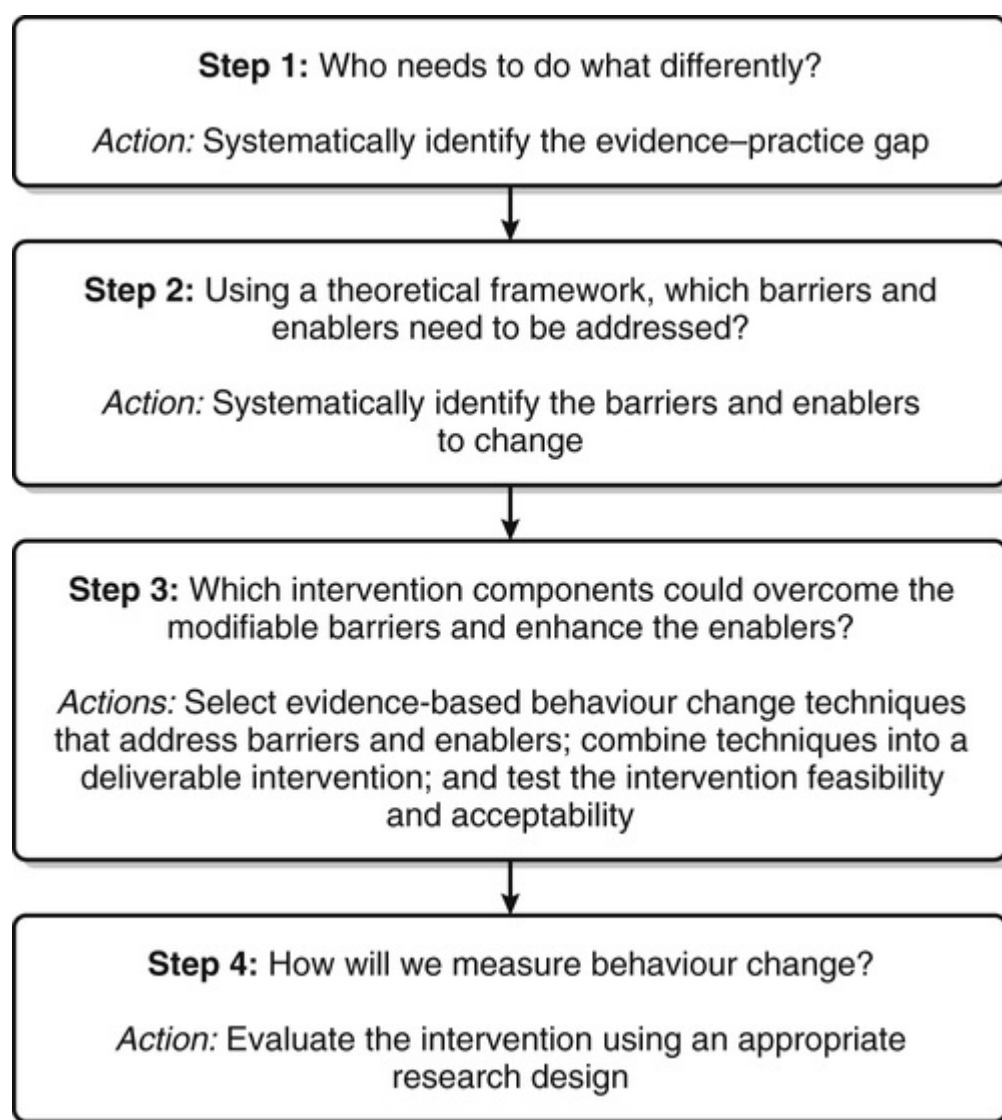 Step 1: Who needs to do what differently?
Action: Systematically identify the evidence–practice gap
Step 2: Using a theoretical framework, which barriers and
enablers need to be addressed?
Action: Systematically identify the barriers and enablers
to change
Step 3: Which intervention components could overcome the
modifiable barriers and enhance the enablers?
Actions: Select evidence-based behaviour change techniques
that address barriers and enablers; combine techniques into a
deliverable intervention; and test the intervention feasibility
and acceptability
Step 4: How will we measure behaviour change?
Action: Evaluate the intervention using an appropriate
research design